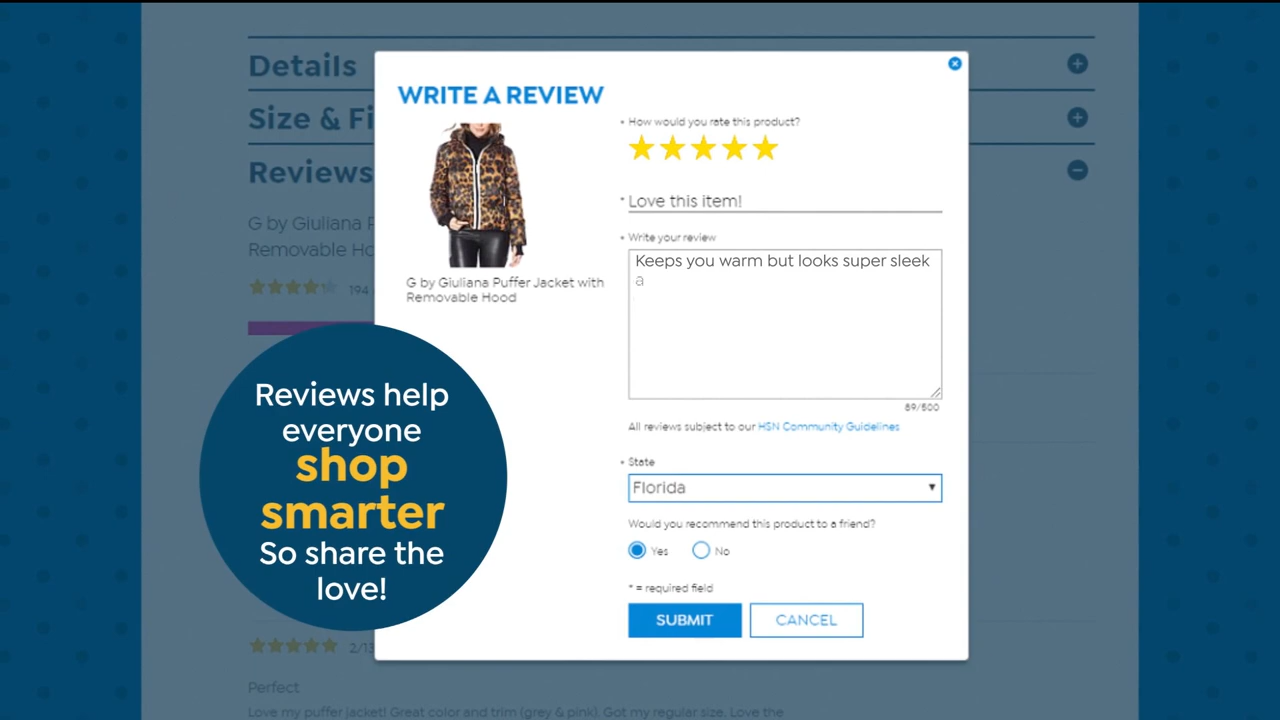 Details
Size & Fi
Reviews
G by Giuliana P
Removable Ho
194
WRITE A REVIEW
G by Giuliana Puffer Jacket with
Removable Hood
* How would you rate this product?
* Love this item!
* Write your review
Keeps you warm but looks super sleek
a
89/500
All reviews subject to our HSN Community Guidelines
* State
Florida
Would you recommend this product to a friend?
Yes No
* = required field
SUBMIT CANCEL
Reviews help
everyone
shop
smarter
So share the
love!
2/13
Perfect
Love my puffer jacket! Great color and trim (grey & pink). Got my regular size. Love the